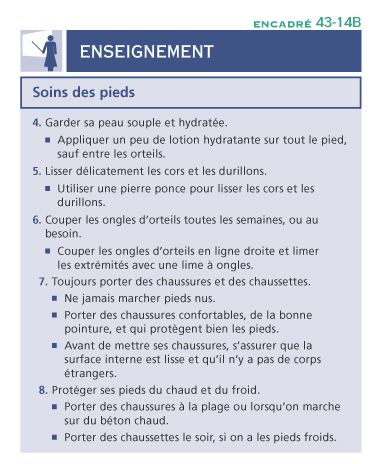 ENCADRÉ 43-14B
ENSEIGNEMENT
Soins des pieds
4. Garder sa peau souple et hydratée.
■ Appliquer un peu de lotion hydratante sur tout le pied,
sauf entre les orteils.
5. Lisser délicatement les cors et les durillons.
■ Utiliser une pierre ponce pour lisser les cors et les
durillons.
6. Couper les ongles d’orteils toutes les semaines, ou au
besoin.
■ Couper les ongles d’orteils en ligne droite et limer
les extrémités avec une lime à ongles.
7. Toujours porter des chaussures et des chaussettes.
■ Ne jamais marcher pieds nus.
■ Porter des chaussures confortables, de la bonne
pointure, et qui protègent bien les pieds.
■ Avant de mettre ses chaussures, s’assurer que la
surface interne est lisse et qu’il n’y a pas de corps
étrangers.
8. Protéger ses pieds du chaud et du froid.
■ Porter des chaussures à la plage ou lorsqu’on marche
sur du béton chaud.
■ Porter des chaussettes le soir, si on a les pieds froids.